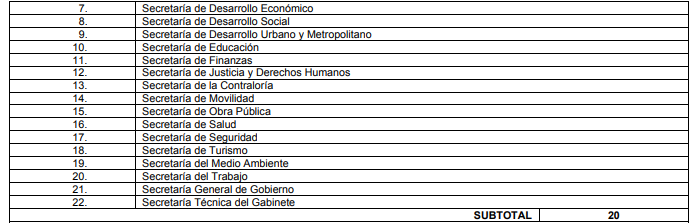 7. Secretaría de Desarrollo Económico
8. Secretaría de Desarrollo Social
9. Secretaría de Desarrollo Urbano y Metropolitano
10. Secretaría de Educación
11. Secretaría de Finanzas
12. Secretaría de Justicia y Derechos Humanos
13. Secretaría de la Contraloría
14. Secretaría de Movilidad
15. Secretaría de Obra Pública
16. Secretaría de Salud
17. Secretaría de Seguridad
18. Secretaría de Turismo
19. Secretaría del Medio Ambiente
20. Secretaría del Trabajo
21. Secretaría General de Gobierno
22. Secretaría Técnica del Gabinete
SUBTOTAL 20